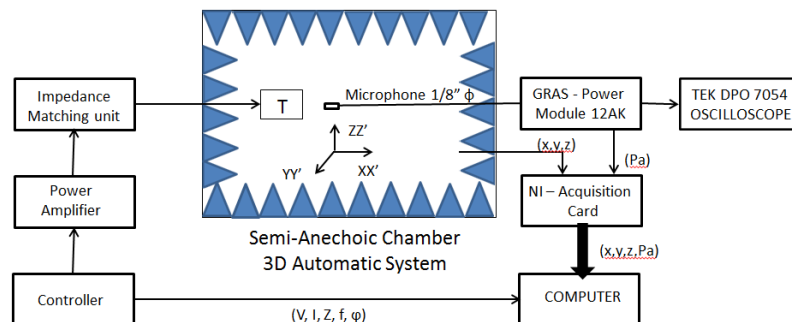 Impedance
Matching unit
T
Microphone 1/8" ϕ
GRAS - Power
Module 12AK
TEK DPO 7054
OSCILLOSCOPE
ZZ'
YY'
XX'
(x,y,z)
(Pa)
Power
Amplifier
NI – Acquisition
Card
Semi-Anechoic Chamber
3D Automatic System
(x,y,z,Pa)
Controller
COMPUTER
(V, I, Z, f, φ)